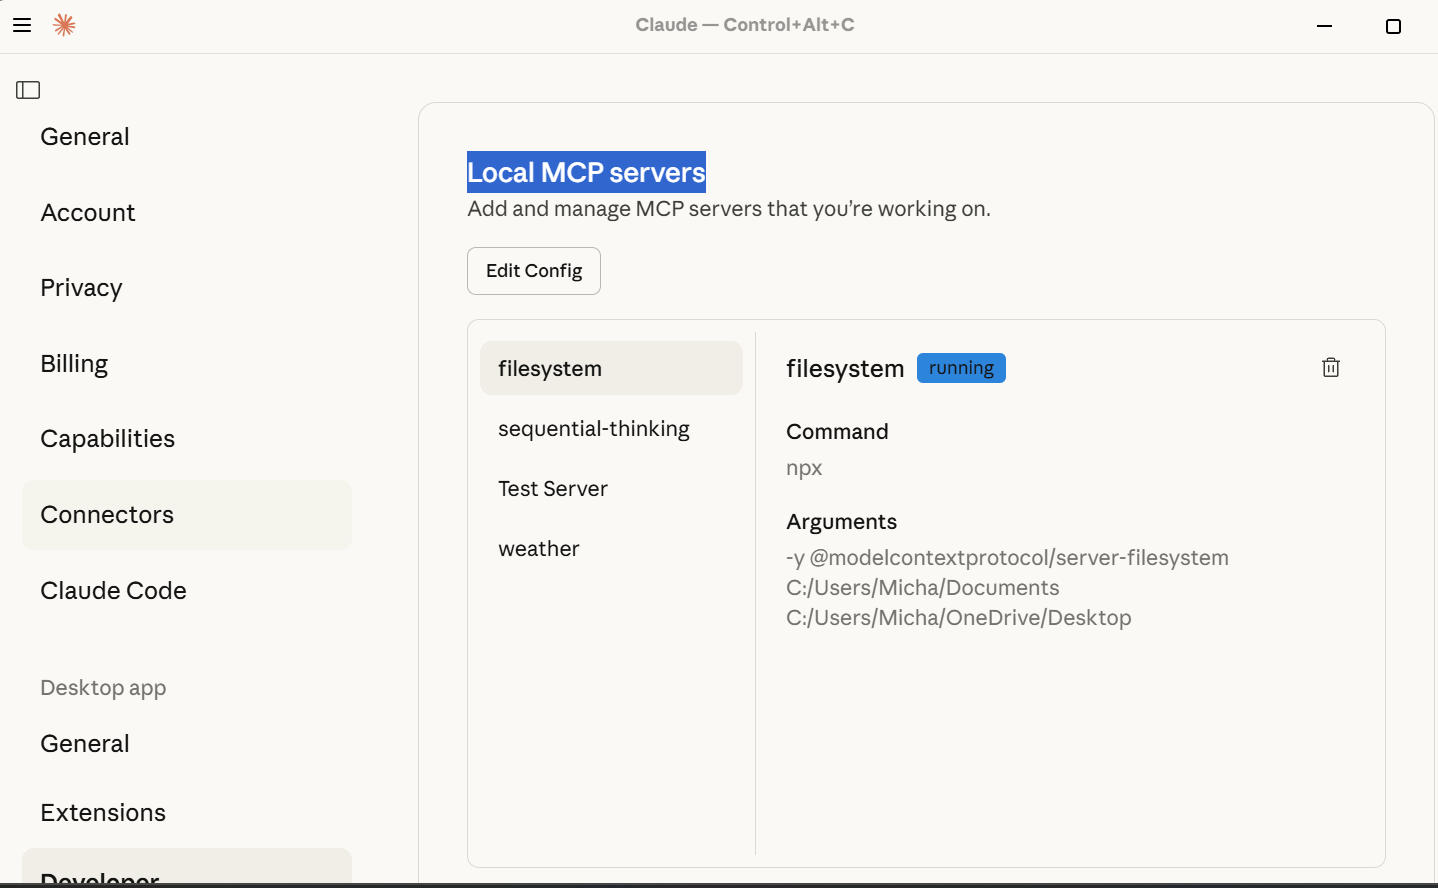 Claude — Control+Alt+C
General
Account
Privacy
Billing
Capabilities
Connectors
Claude Code
Desktop app
General
Extensions
Developer
Local MCP servers
Add and manage MCP servers that you’re working on.
Edit Config
filesystem
sequential-thinking
Test Server
weather
filesystem running
Command
npx
Arguments
-y @modelcontextprotocol/server-filesystem
C:/Users/Micha/Documents
C:/Users/Micha/OneDrive/Desktop